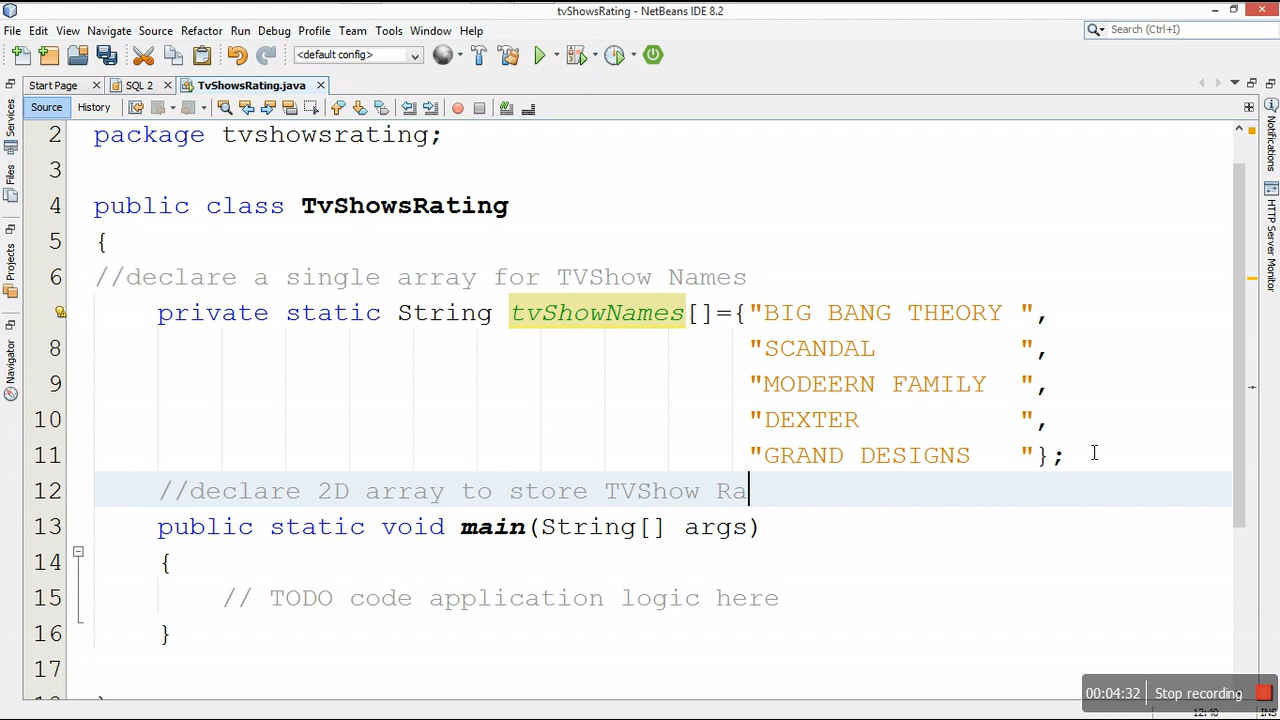 tvShowsRating - NetBeans IDE 8.2
File Edit View Navigate Source Refactor Run Debug Profile Team Tools Window Help
Search (Ctrl+I)
<default config>
Start Page SQL 2 TvShowsRating.java
Source History
Services
Files
Projects
Navigator
Notifications
HTTP Server Monitor
2 package tvshowsrating;
3
4 public class TvShowsRating
5 {
6 //declare a single array for TVShow Names
private static String tvShowNames[]={"BIG BANG THEORY ",
8 "SCANDAL ",
9 "MODEERN FAMILY ",
10 "DEXTER ",
11 "GRAND DESIGNS "};
12 //declare 2D array to store TVShow Ra
13 public static void main(String[] args)
14 {
15 // TODO code application logic here
16 }
17
00:04:32 Stop recording
12:40 INS